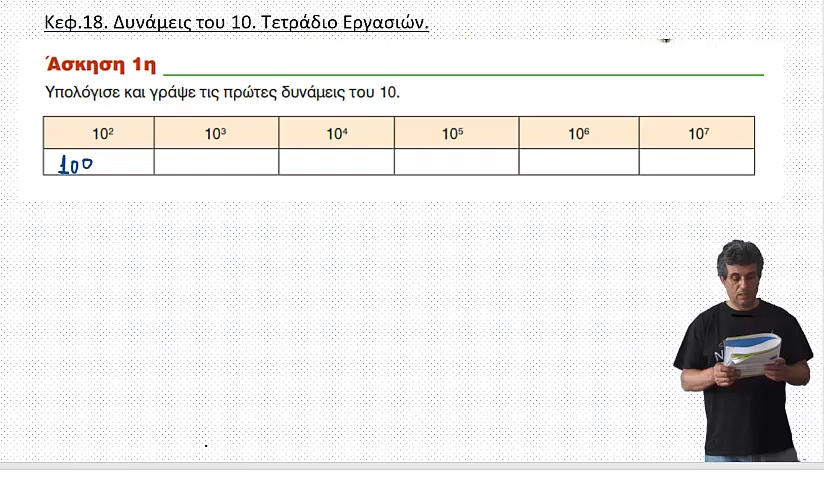 Κεφ.18. Δυνάμεις του 10. Τετράδιο Εργασιών.
Άσκηση 1η
Υπολόγισε και γράψε τις πρώτες δυνάμεις του 10.
10² 10³ 10⁴ 10⁵ 10⁶ 10⁷
100